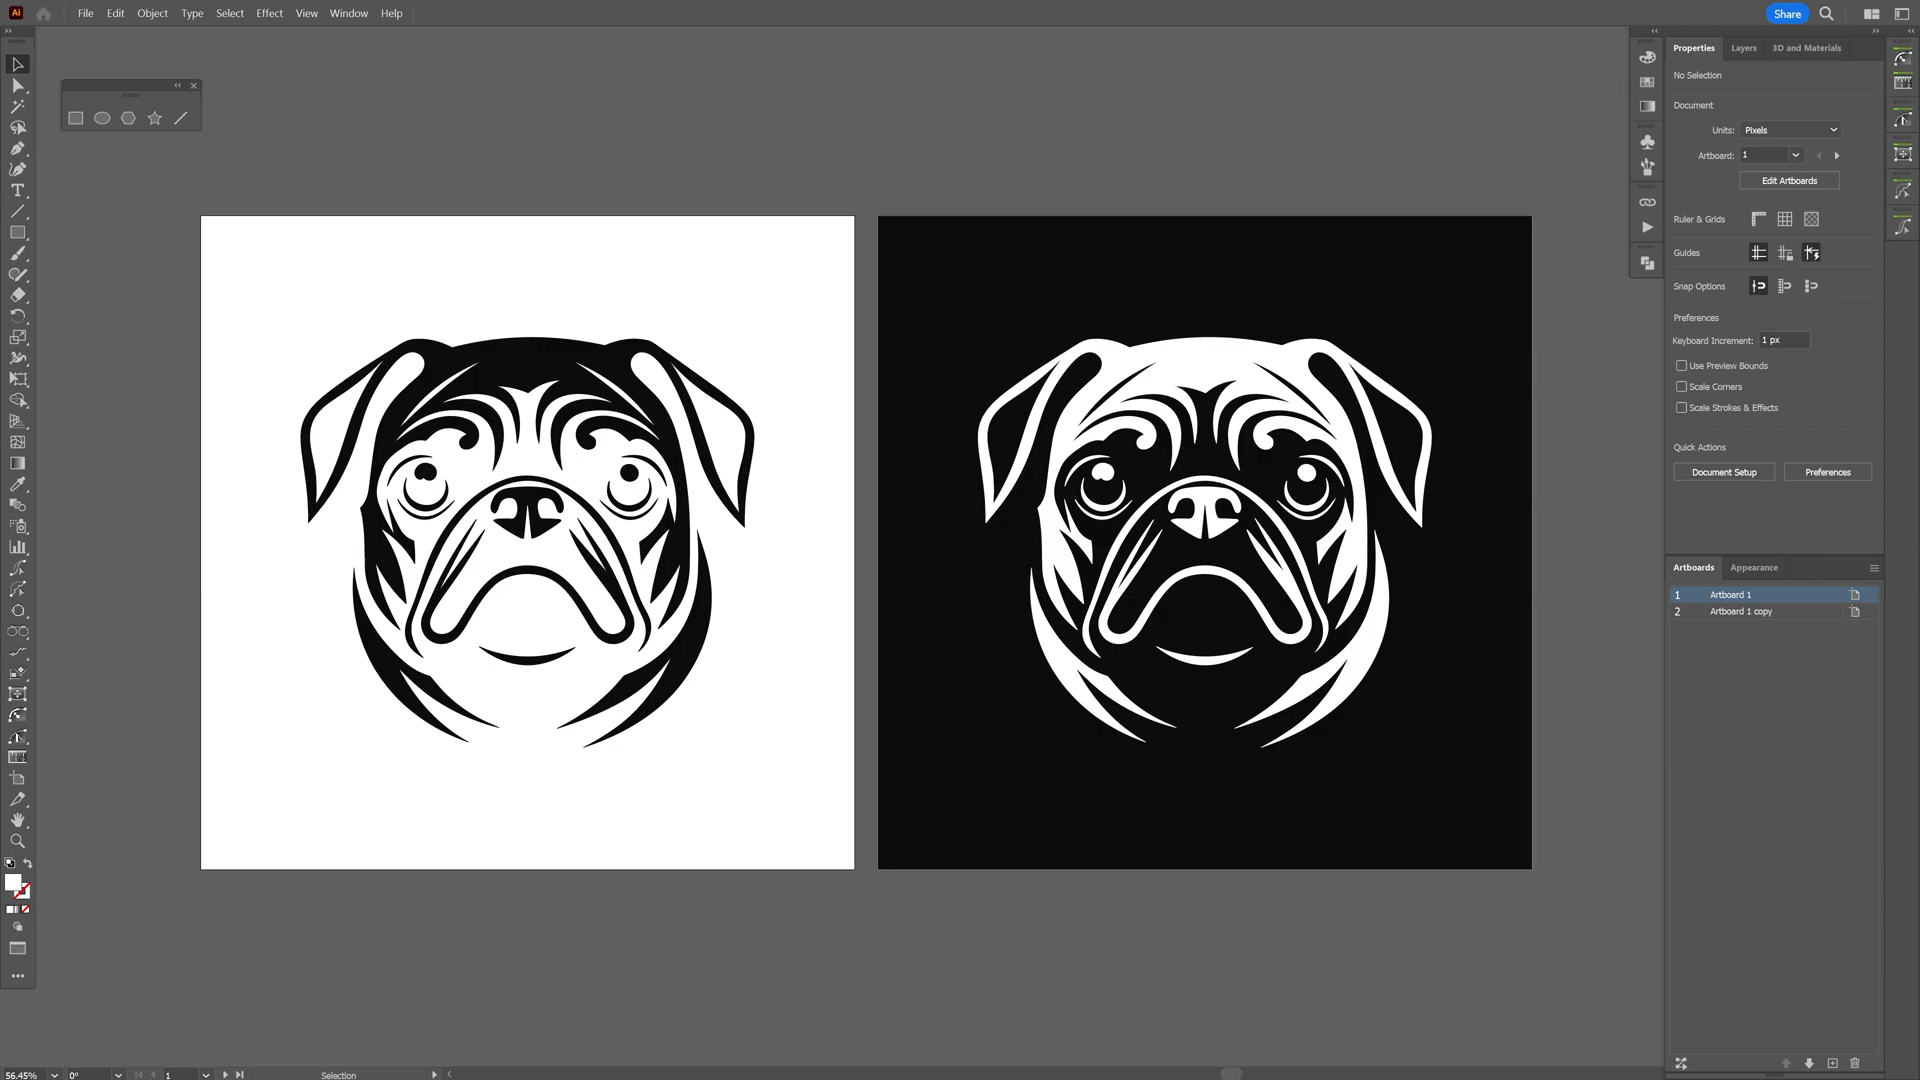 Ai
File Edit Object Type Select Effect View Window Help
Share
Properties Layers 3D and Materials
No Selection
Document
Units: Pixels
Artboard: 1
Edit Artboards
Ruler & Grids
Guides
Snap Options
Preferences
Keyboard Increment: 1 px
Use Preview Bounds
Scale Corners
Scale Strokes & Effects
Quick Actions
Document Setup Preferences
Artboards Appearance
1 Artboard 1
2 Artboard 1 copy
56.45% 0° 1 Selection